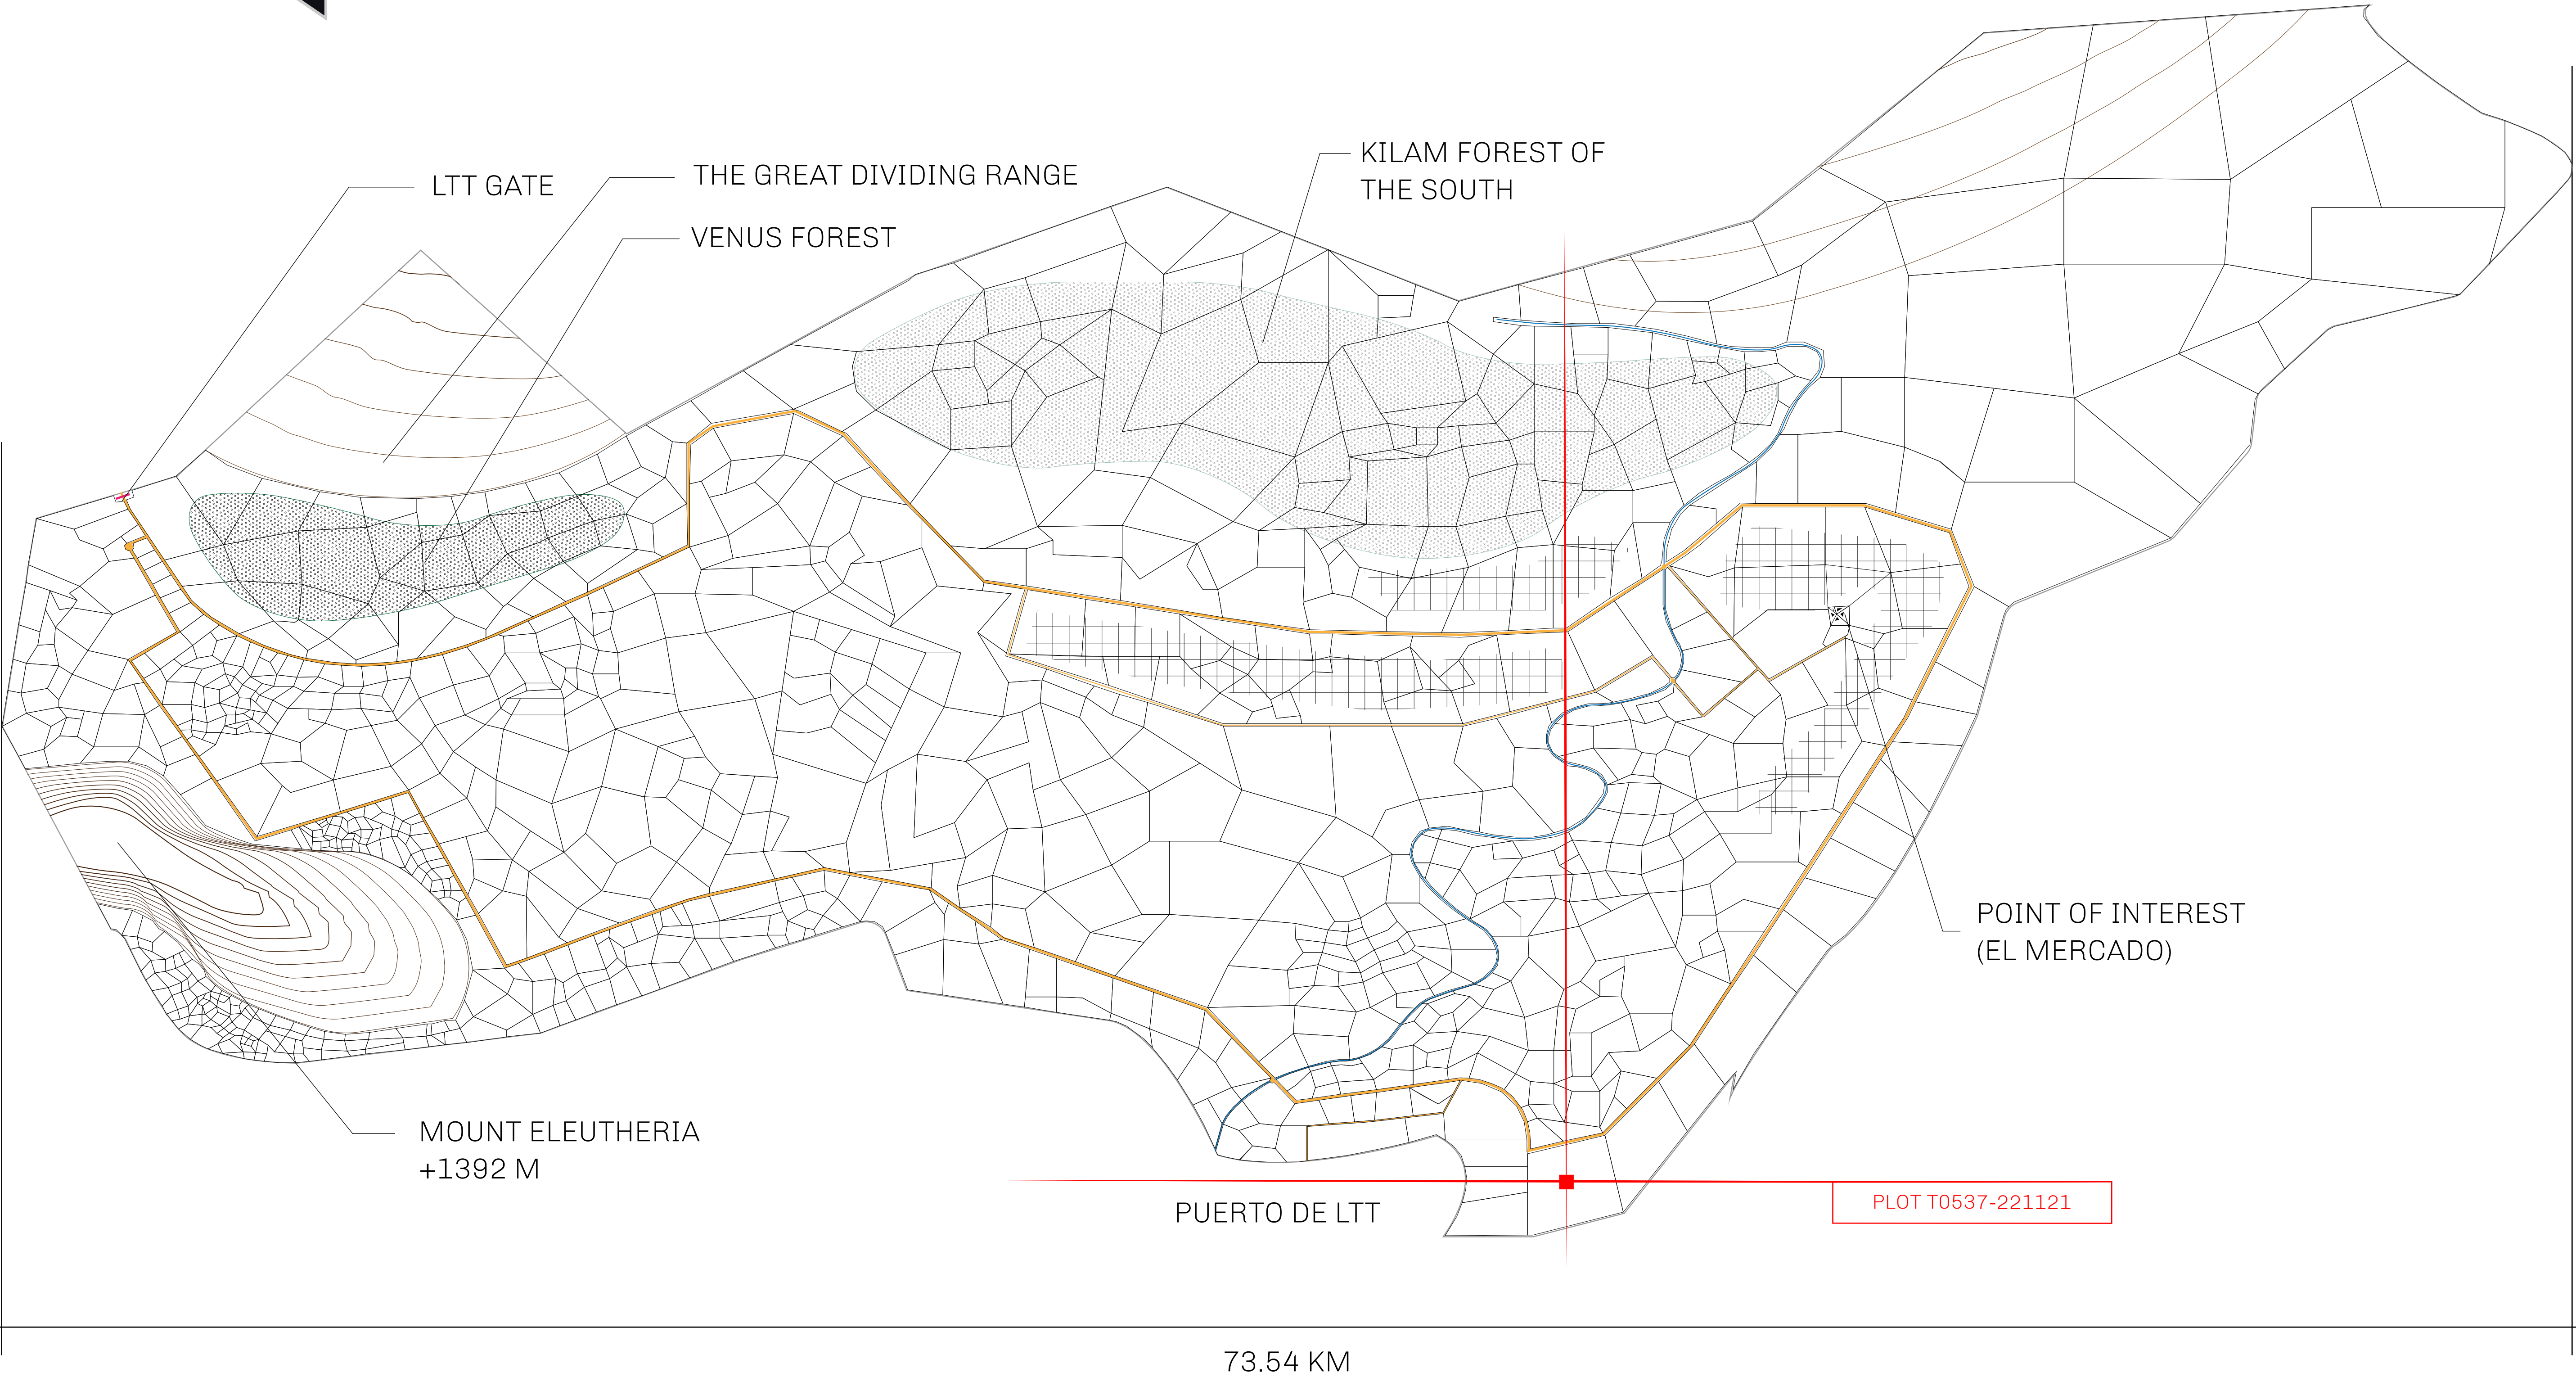 KILAM FOREST OF
THE SOUTH
LTT GATE
THE GREAT DIVIDING RANGE
VENUS FOREST
POINT OF INTEREST
(EL MERCADO)
MOUNT ELEUTHERIA
+1392 M
PUERTO DE LTT
PLOT T0537-221121
73.54 KM